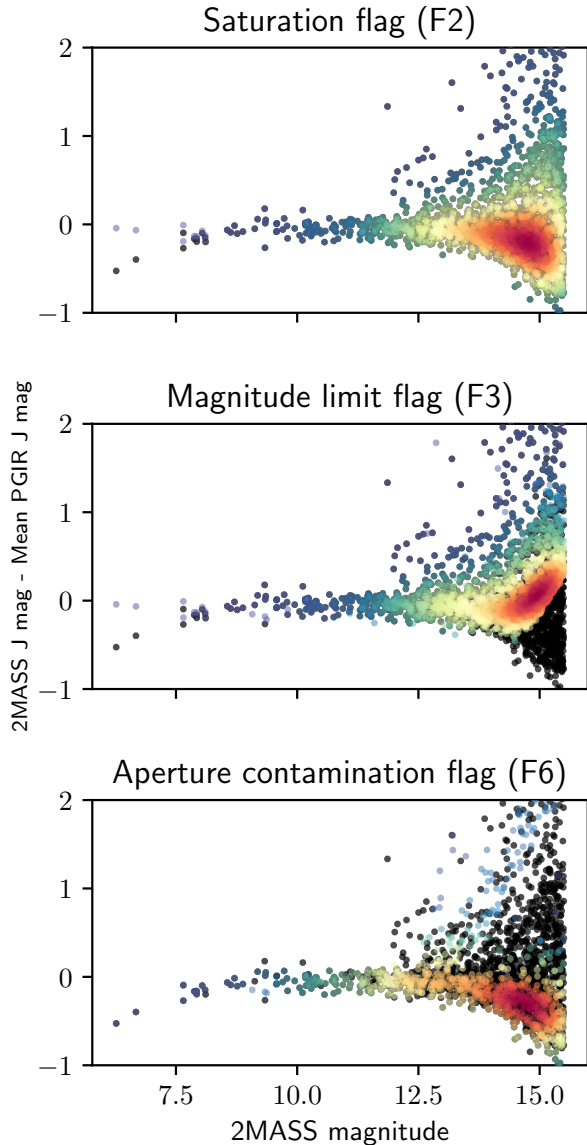 Saturation flag (F2)
2
1
0
−1
Magnitude limit flag (F3)
2
1
0
−1
2MASS J mag - Mean PGIR J mag
Aperture contamination flag (F6)
2
1
0
−1
7.5 10.0 12.5 15.0
2MASS magnitude